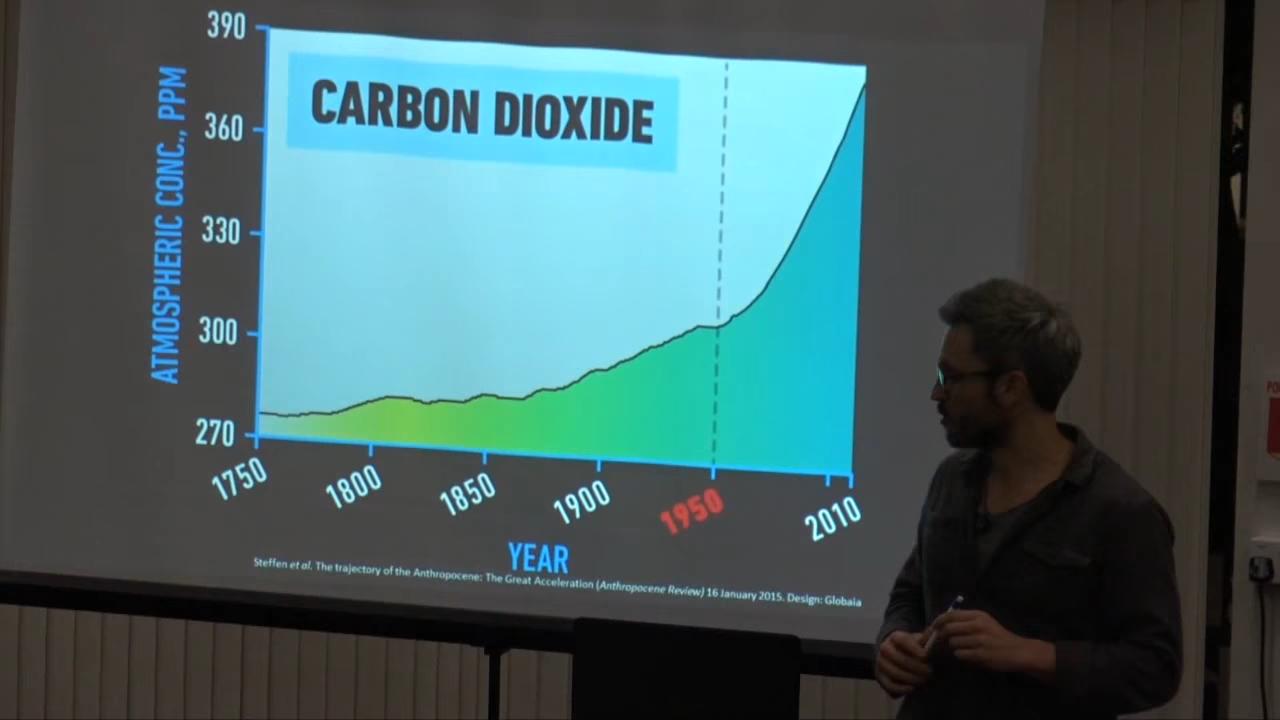 390
CARBON DIOXIDE
360
330
300
270
ATMOSPHERIC CONC., PPM
1750
1800
1850
1900
1950
2010
YEAR
Steffen et al. The trajectory of the Anthropocene: The Great Acceleration (Anthropocene Review) 16 January 2015. Design: Globaia